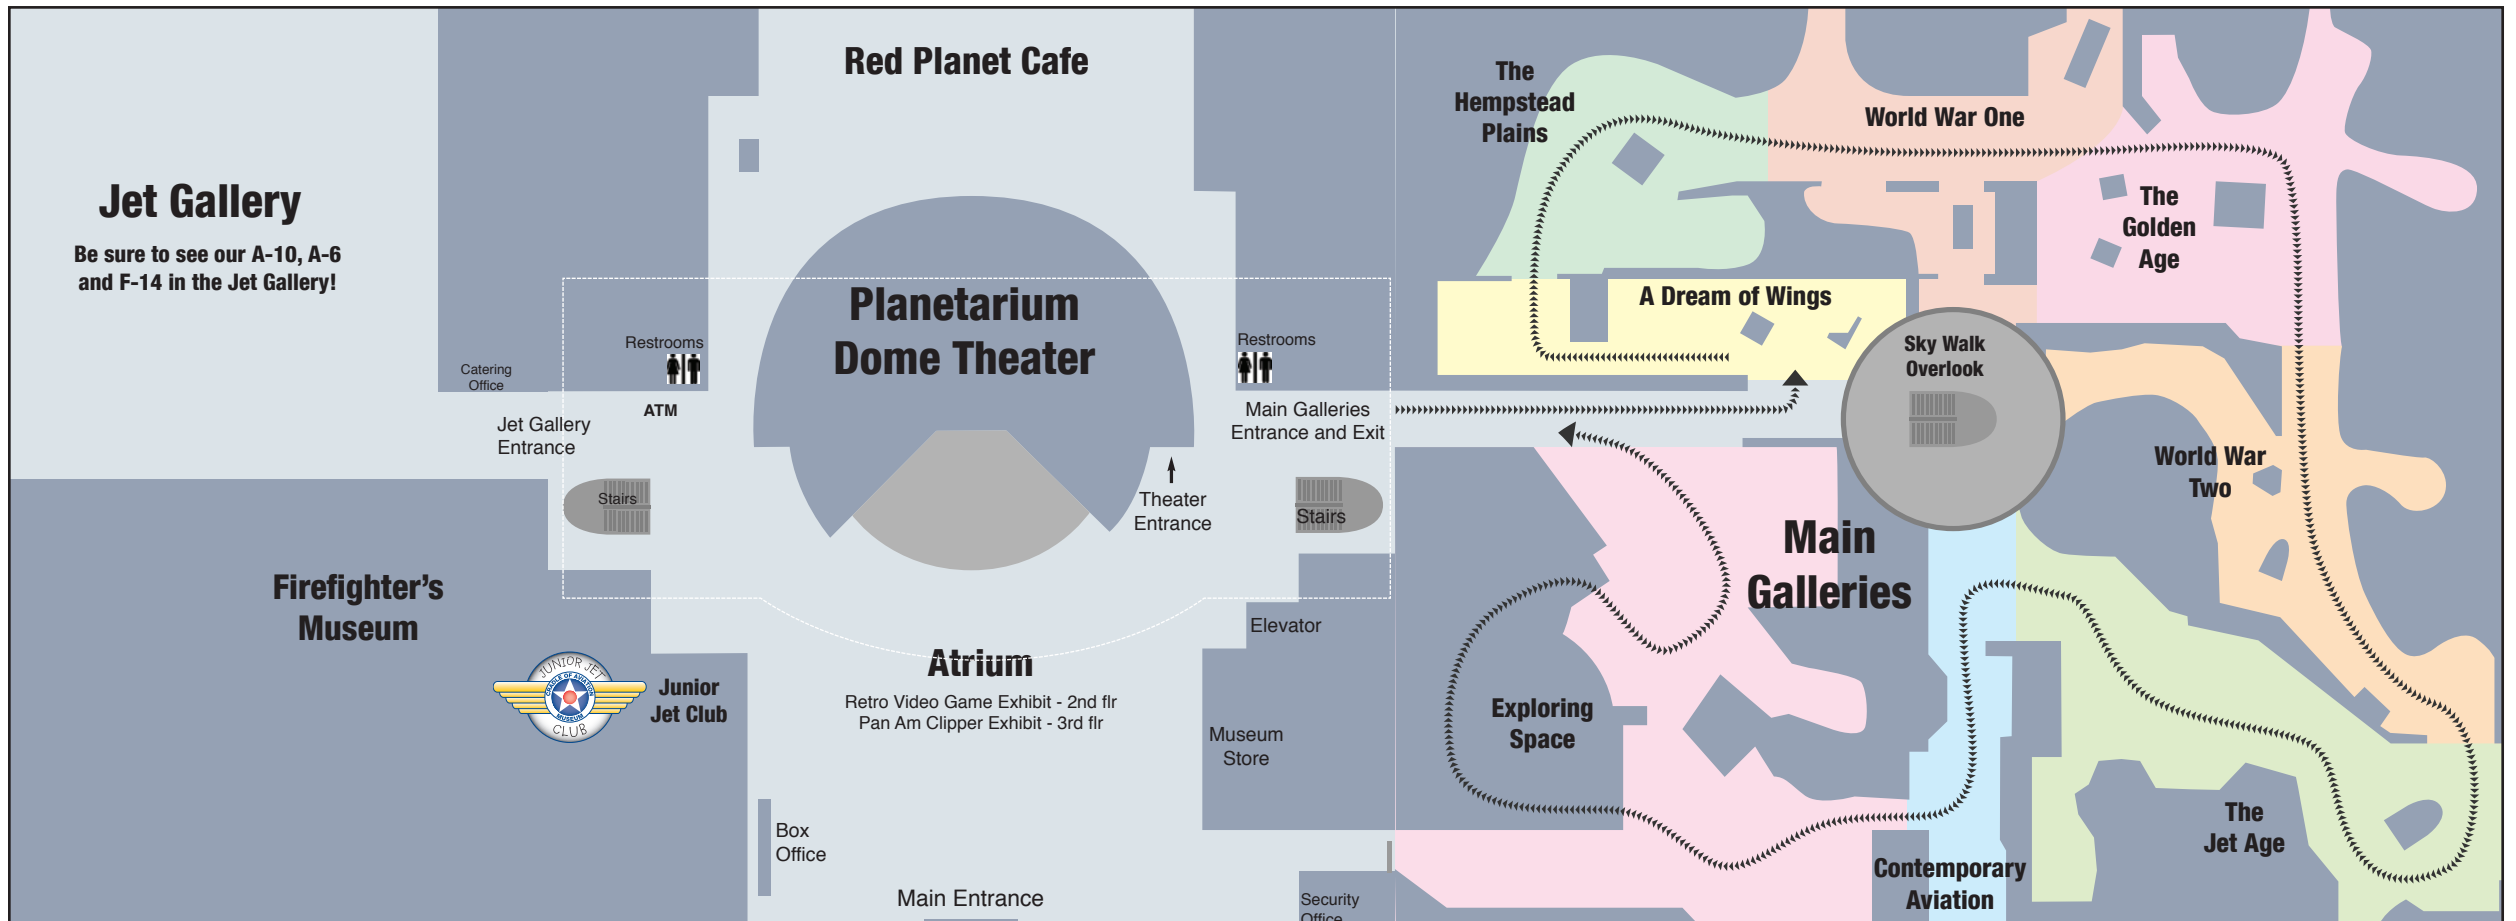 Red Planet Cafe
Jet Gallery
Be sure to see our A-10, A-6
and F-14 in the Jet Gallery!
Planetarium
Dome Theater
Restrooms
Catering
Office
ATM
Jet Gallery
Entrance
Stairs
Restrooms
Main Galleries
Entrance and Exit
Theater
Entrance
Stairs
Firefighter's
Museum
JUNIOR JET
CRADLE OF AVIATION
MUSEUM
CLUB
Junior
Jet Club
Atrium
Retro Video Game Exhibit - 2nd flr
Pan Am Clipper Exhibit - 3rd flr
Elevator
Museum
Store
Box
Office
Main Entrance
Security
Office
The
Hempstead
Plains
World War One
The
Golden
Age
A Dream of Wings
Sky Walk
Overlook
World War
Two
Main
Galleries
Exploring
Space
The
Jet Age
Contemporary
Aviation